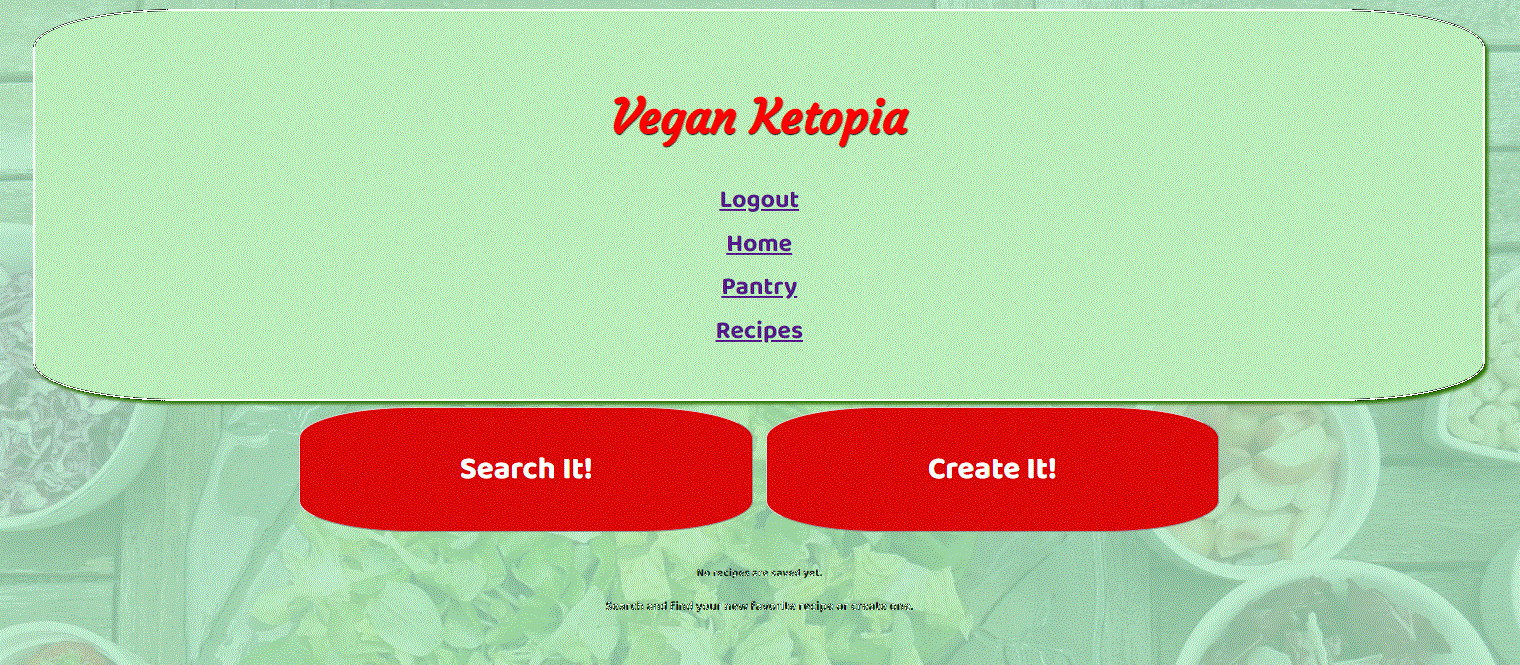 Vegan Ketopia
Logout
Home
Pantry
Recipes
Search It!
Create It!
No recipes are saved yet.
Search and find your new favorite recipe or create one.